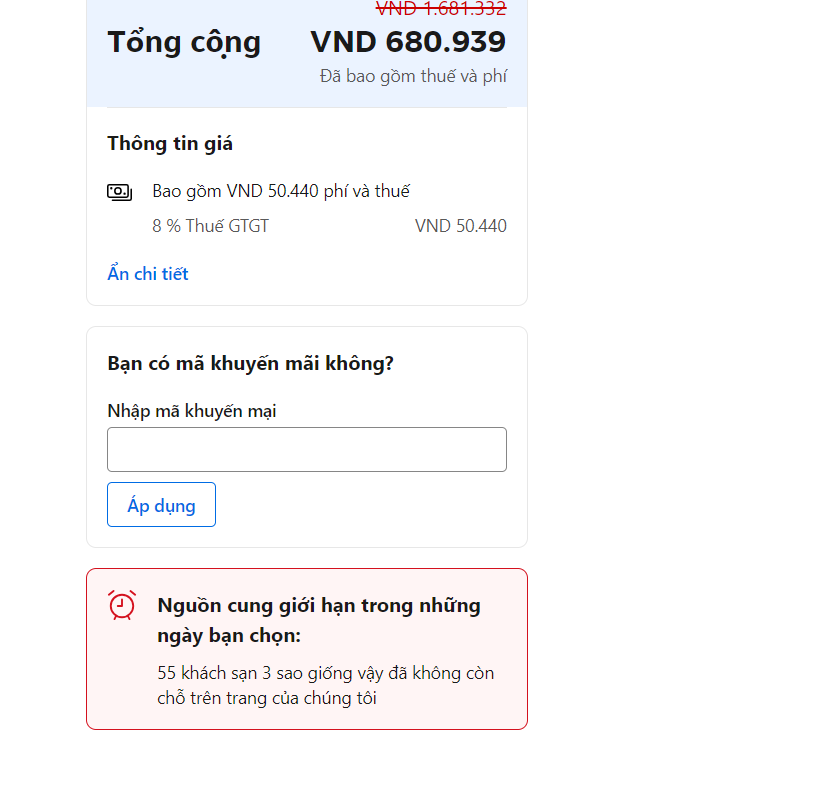 VND 1.681.332
Tổng cộng VND 680.939
Đã bao gồm thuế và phí
Thông tin giá
Bao gồm VND 50.440 phí và thuế
8 % Thuế GTGT VND 50.440
Ẩn chi tiết
Bạn có mã khuyến mãi không?
Nhập mã khuyến mại
Áp dụng
Nguồn cung giới hạn trong những
ngày bạn chọn:
55 khách sạn 3 sao giống vậy đã không còn
chỗ trên trang của chúng tôi